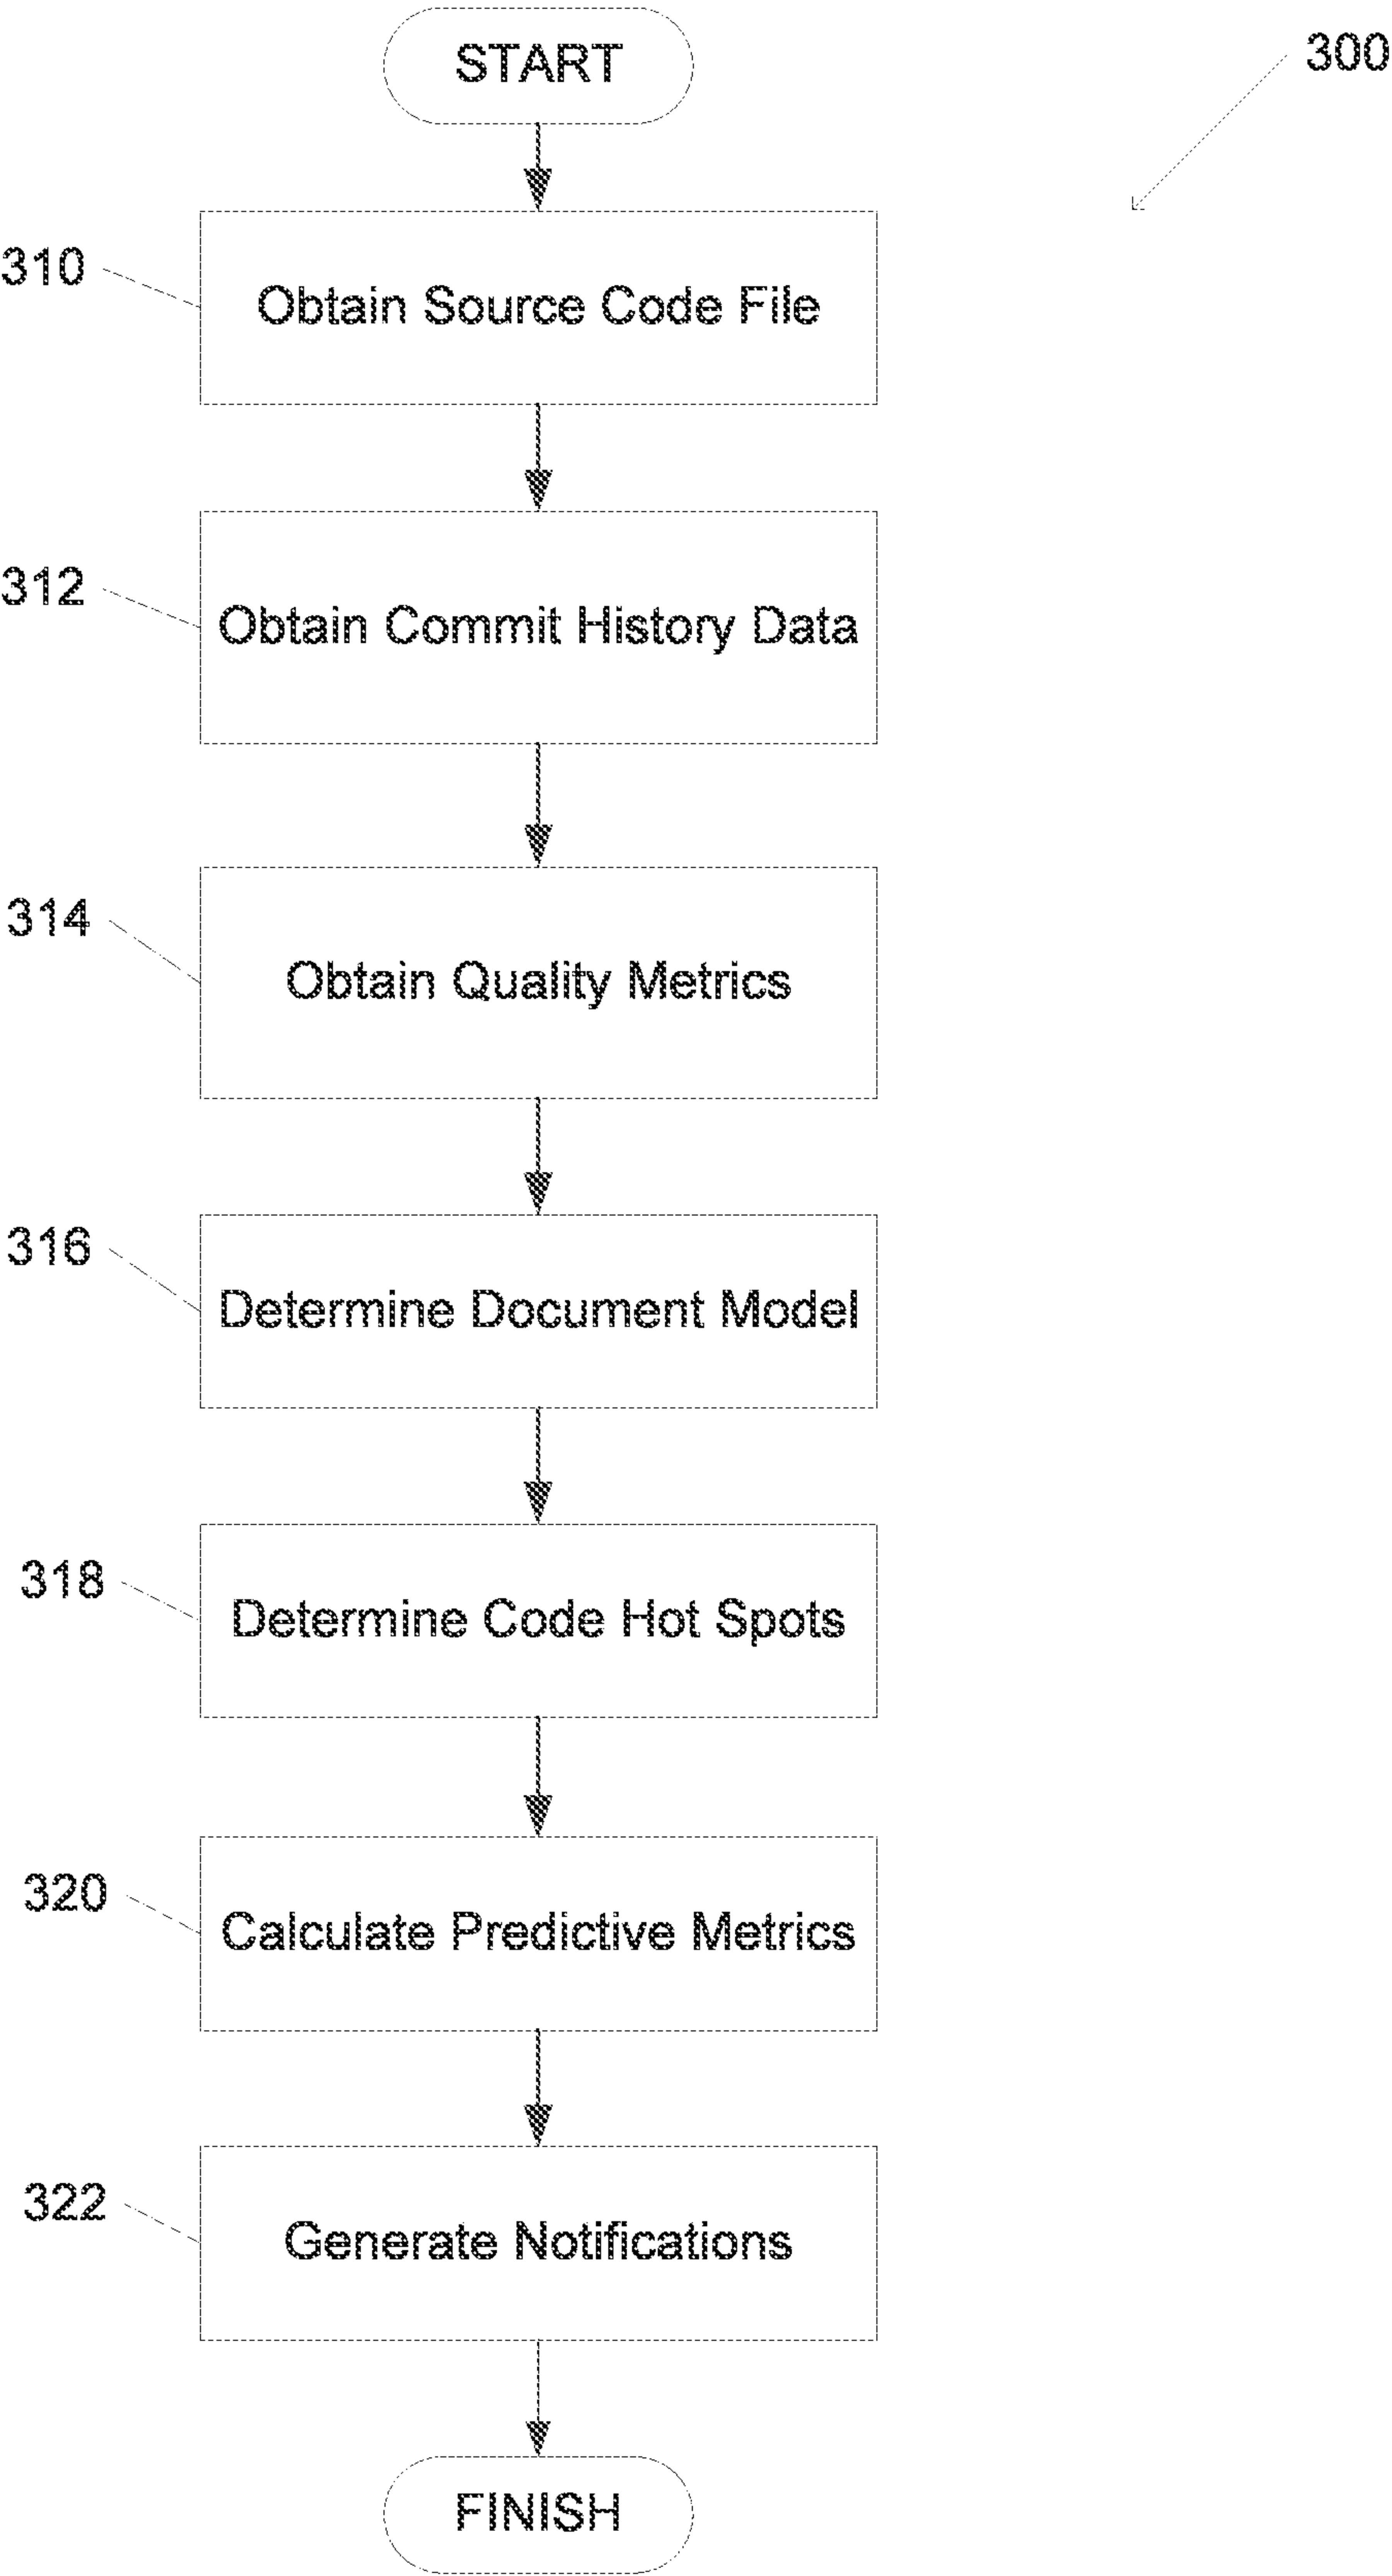 START
300
310
Obtain Source Code File
312
Obtain Commit History Data
314
Obtain Quality Metrics
316
Determine Document Model
318
Determine Code Hot Spots
320
Calculate Predictive Metrics
322
Generate Notifications
FINISH